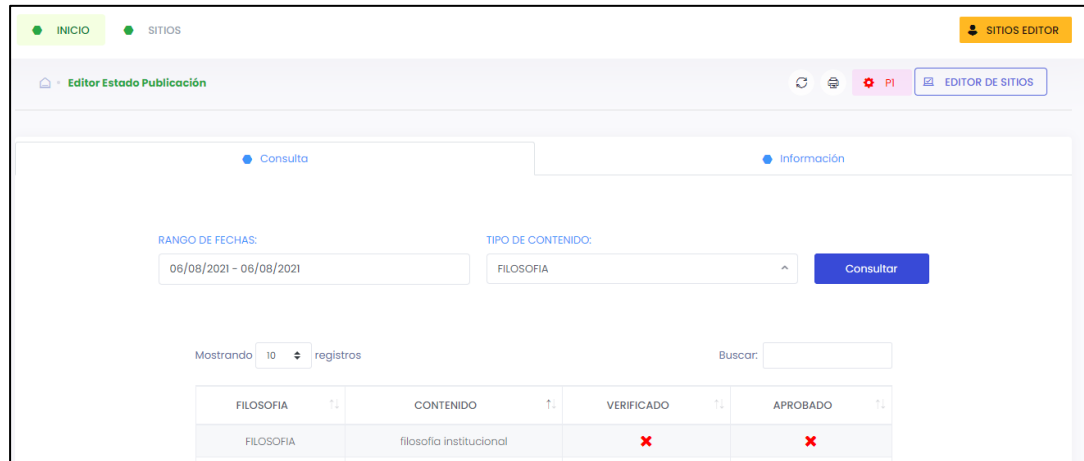 INICIO SITIOS SITIOS EDITOR
Editor Estado Publicación PI EDITOR DE SITIOS
Consulta Información
RANGO DE FECHAS: TIPO DE CONTENIDO:
06/08/2021 - 06/08/2021 FILOSOFIA Consultar
Mostrando 10 registros Buscar:
FILOSOFIA CONTENIDO VERIFICADO APROBADO
FILOSOFIA filosofia institucional